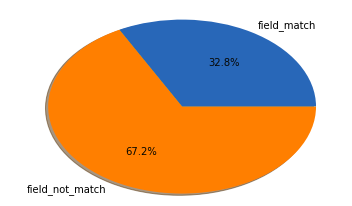 field_match
32.8%
67.2%
field_not_match